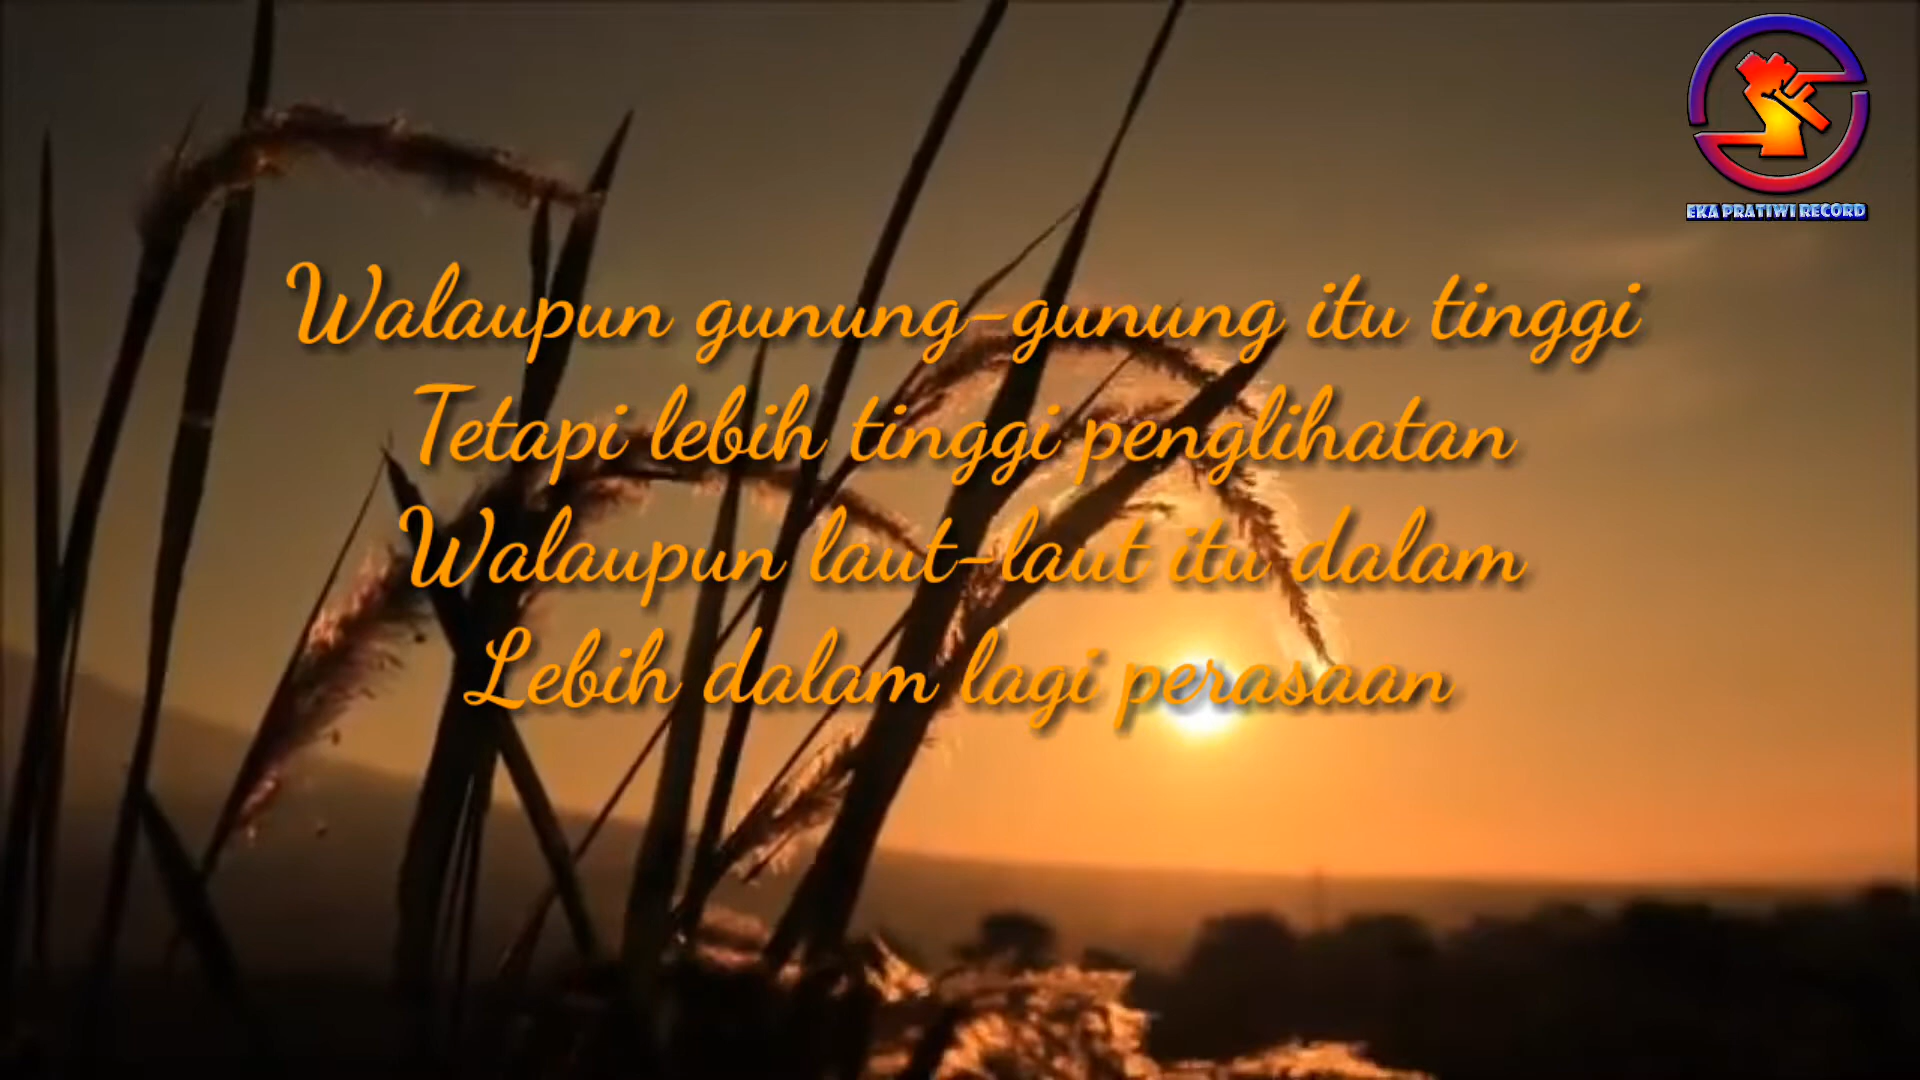 EKA PRATIWI RECORD
Walaupun gunung-gunung itu tinggi
Tetapi lebih tinggi penglihatan
Walaupun laut-laut itu dalam
Lebih dalam lagi perasaan